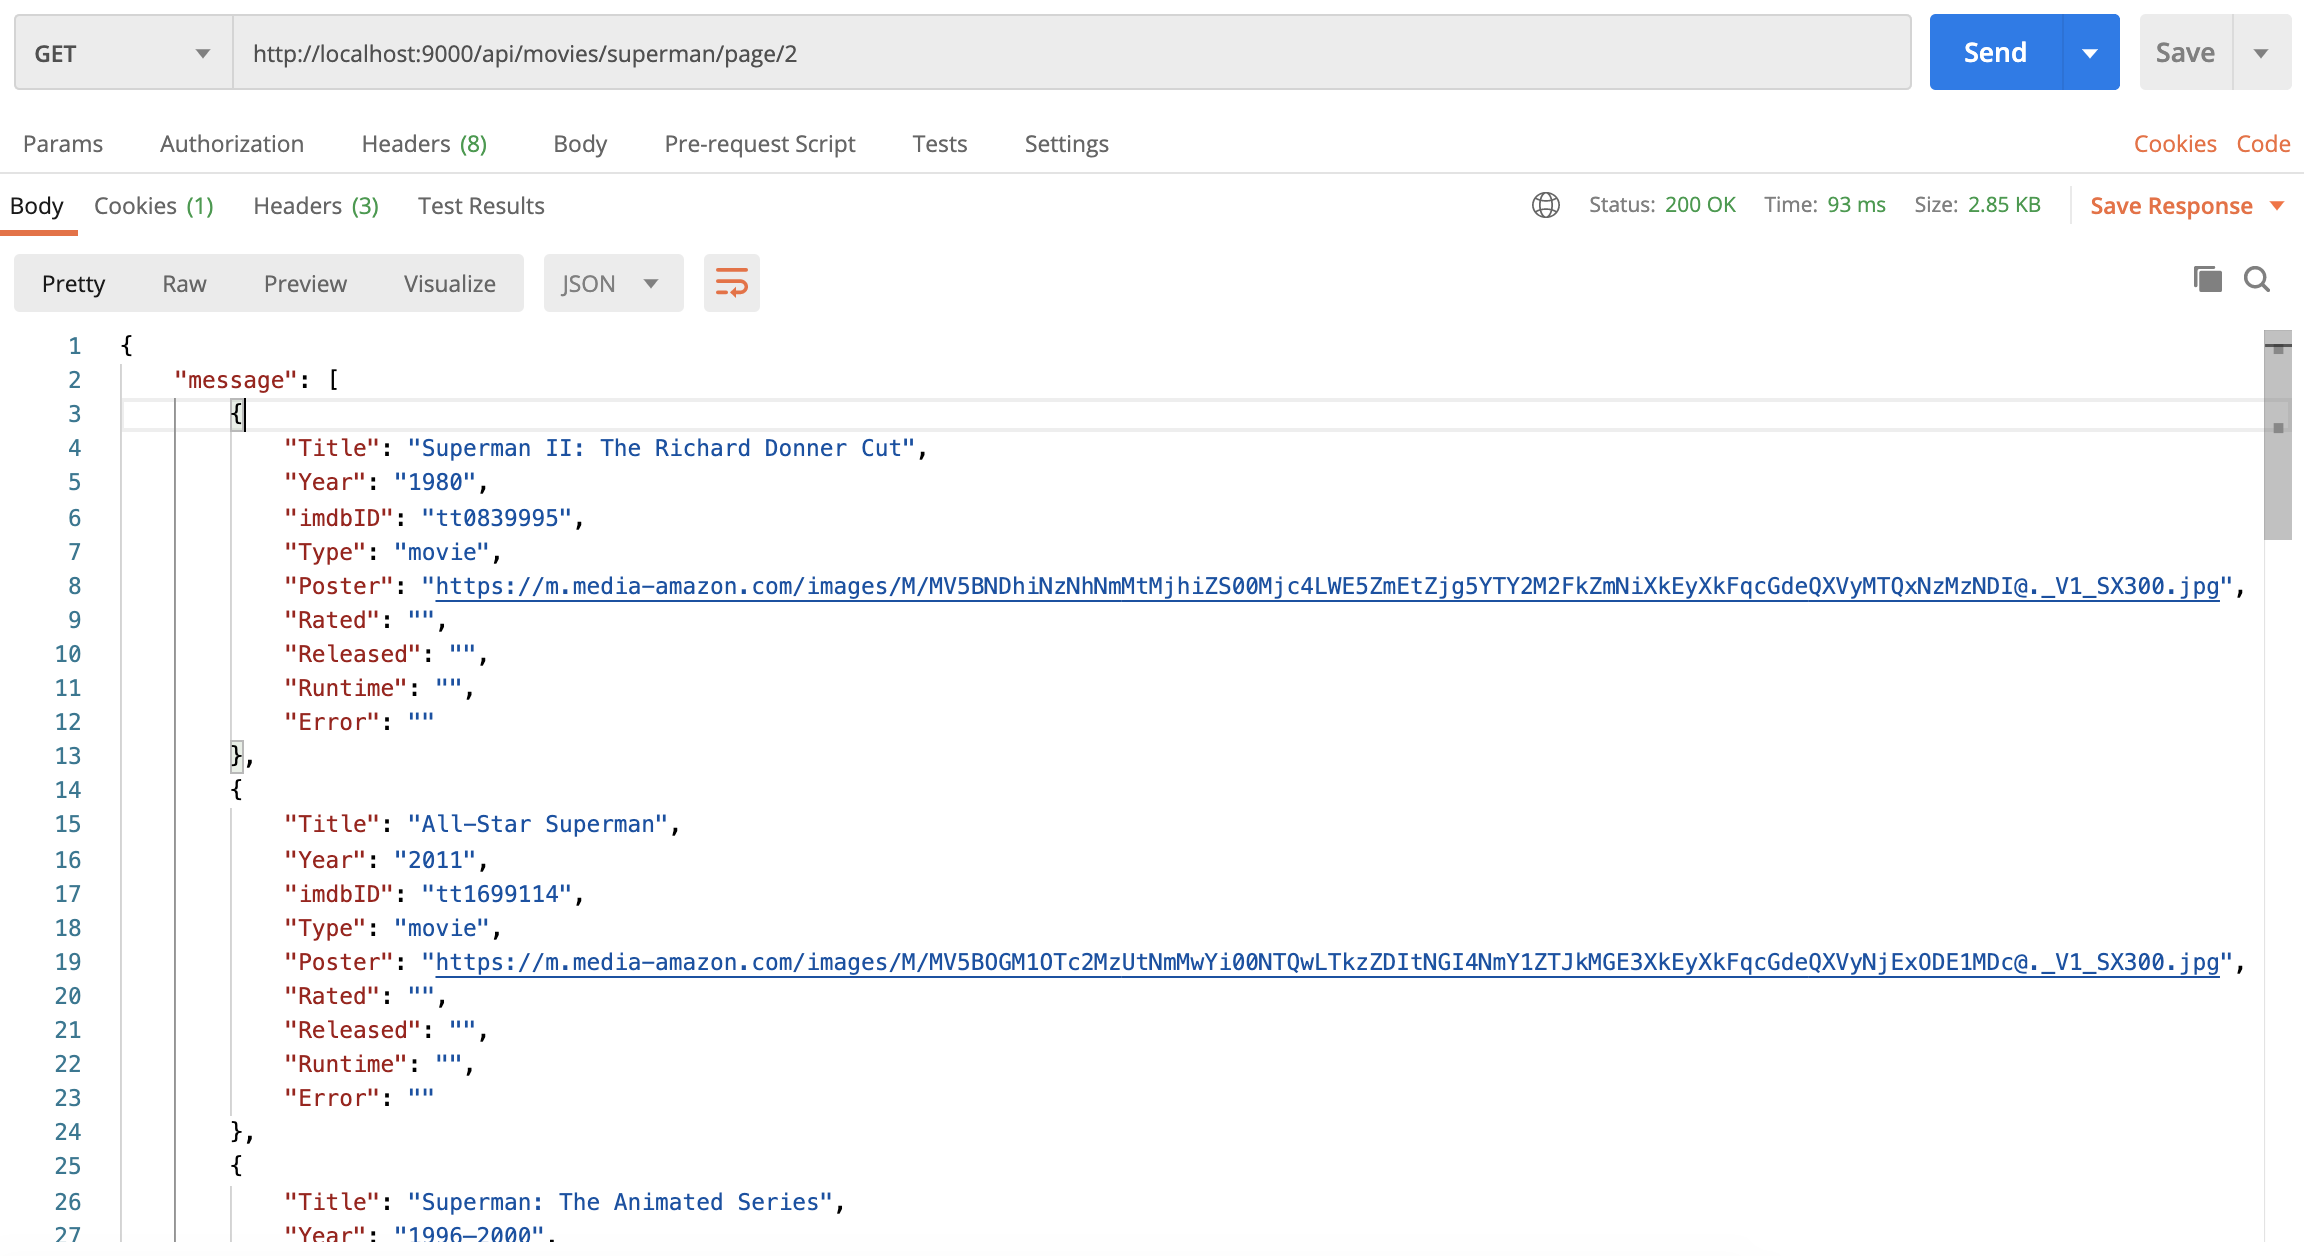 GET http://localhost:9000/api/movies/superman/page/2 Send Save
Params Authorization Headers (8) Body Pre-request Script Tests Settings Cookies Code
Body Cookies (1) Headers (3) Test Results Status: 200 OK Time: 93 ms Size: 2.85 KB Save Response
Pretty Raw Preview Visualize JSON
1 {
2 "message": [
3 {
4 "Title": "Superman II: The Richard Donner Cut",
5 "Year": "1980",
6 "imdbID": "tt0839995",
7 "Type": "movie",
8 "Poster": "https://m.media-amazon.com/images/M/MV5BNDhiNzNhNmMtMjhiZS00Mjc4LWE5ZmEtZjg5YTY2M2FkZmNiXkEyXkFqcGdeQXVyMTQxNzMzNDI@._V1_SX300.jpg",
9 "Rated": "",
10 "Released": "",
11 "Runtime": "",
12 "Error": ""
13 },
14 {
15 "Title": "All-Star Superman",
16 "Year": "2011",
17 "imdbID": "tt1699114",
18 "Type": "movie",
19 "Poster": "https://m.media-amazon.com/images/M/MV5BOGM1OTc2MzUtNmMwYi00NTQwLTkzZDItNGI4NmY1ZTJkMGE3XkEyXkFqcGdeQXVyNjExODE1MDc@._V1_SX300.jpg",
20 "Rated": "",
21 "Released": "",
22 "Runtime": "",
23 "Error": ""
24 },
25 {
26 "Title": "Superman: The Animated Series",
27 "Year": "1996–2000",